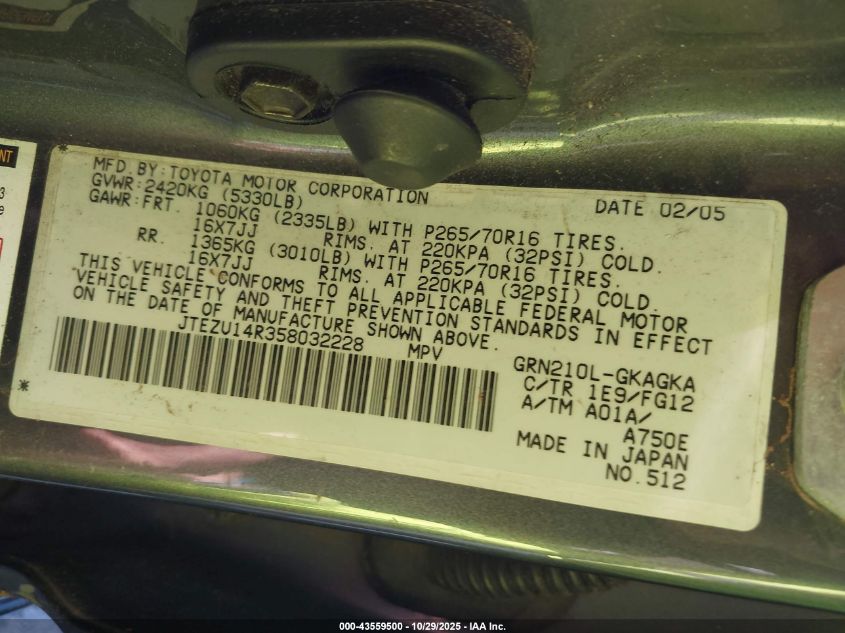 NT
3
e
MFD BY: TOYOTA MOTOR CORPORATION DATE 02/05
GVWR: 2420KG (5330LB)
GAWR: FRT. 1060KG (2335LB) WITH P265/70R16 TIRES.
16X7JJ RIMS. AT 220KPA (32PSI) COLD.
RR. 1365KG (3010LB) WITH P265/70R16 TIRES.
16X7JJ RIMS. AT 220KPA (32PSI) COLD.
THIS VEHICLE CONFORMS TO ALL APPLICABLE FEDERAL MOTOR
VEHICLE SAFETY AND THEFT PREVENTION STANDARDS IN EFFECT
ON THE DATE OF MANUFACTURE SHOWN ABOVE.
* JTEZU14R358032228 MPV
GRN210L-GKAGKA
C/TR 1E9/FG12
A/TM A01A/
A750E
MADE IN JAPAN
NO.512
*
000-43559500 - 10/29/2025 - IAA Inc.